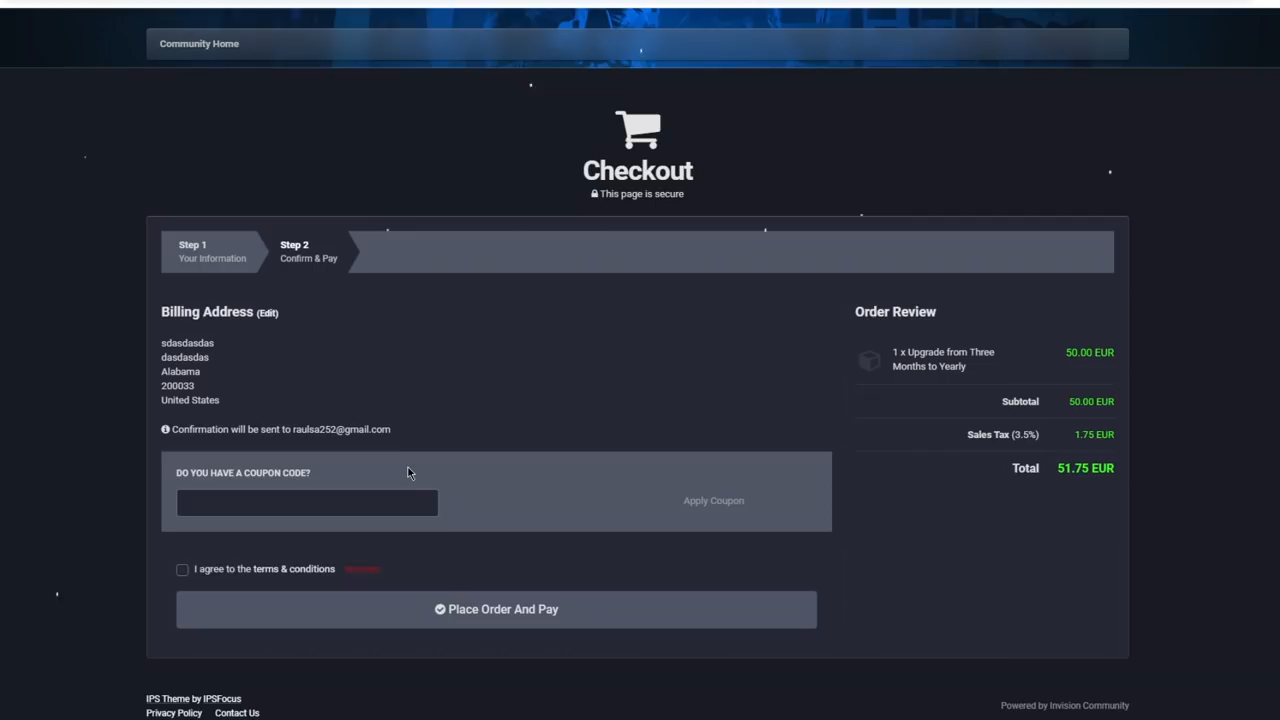 Community Home
Checkout
This page is secure
Step 1
Your Information
Step 2
Confirm & Pay
Billing Address (Edit)
sdasdasdas
dasdasdas
Alabama
200033
United States
Confirmation will be sent to raulsa252@gmail.com
DO YOU HAVE A COUPON CODE?
Apply Coupon
I agree to the terms & conditions
Place Order And Pay
Order Review
1 x Upgrade from Three 50.00 EUR
Months to Yearly
Subtotal 50.00 EUR
Sales Tax (3.5%) 1.75 EUR
Total 51.75 EUR
IPS Theme by IPSFocus
Privacy Policy Contact Us
Powered by Invision Community